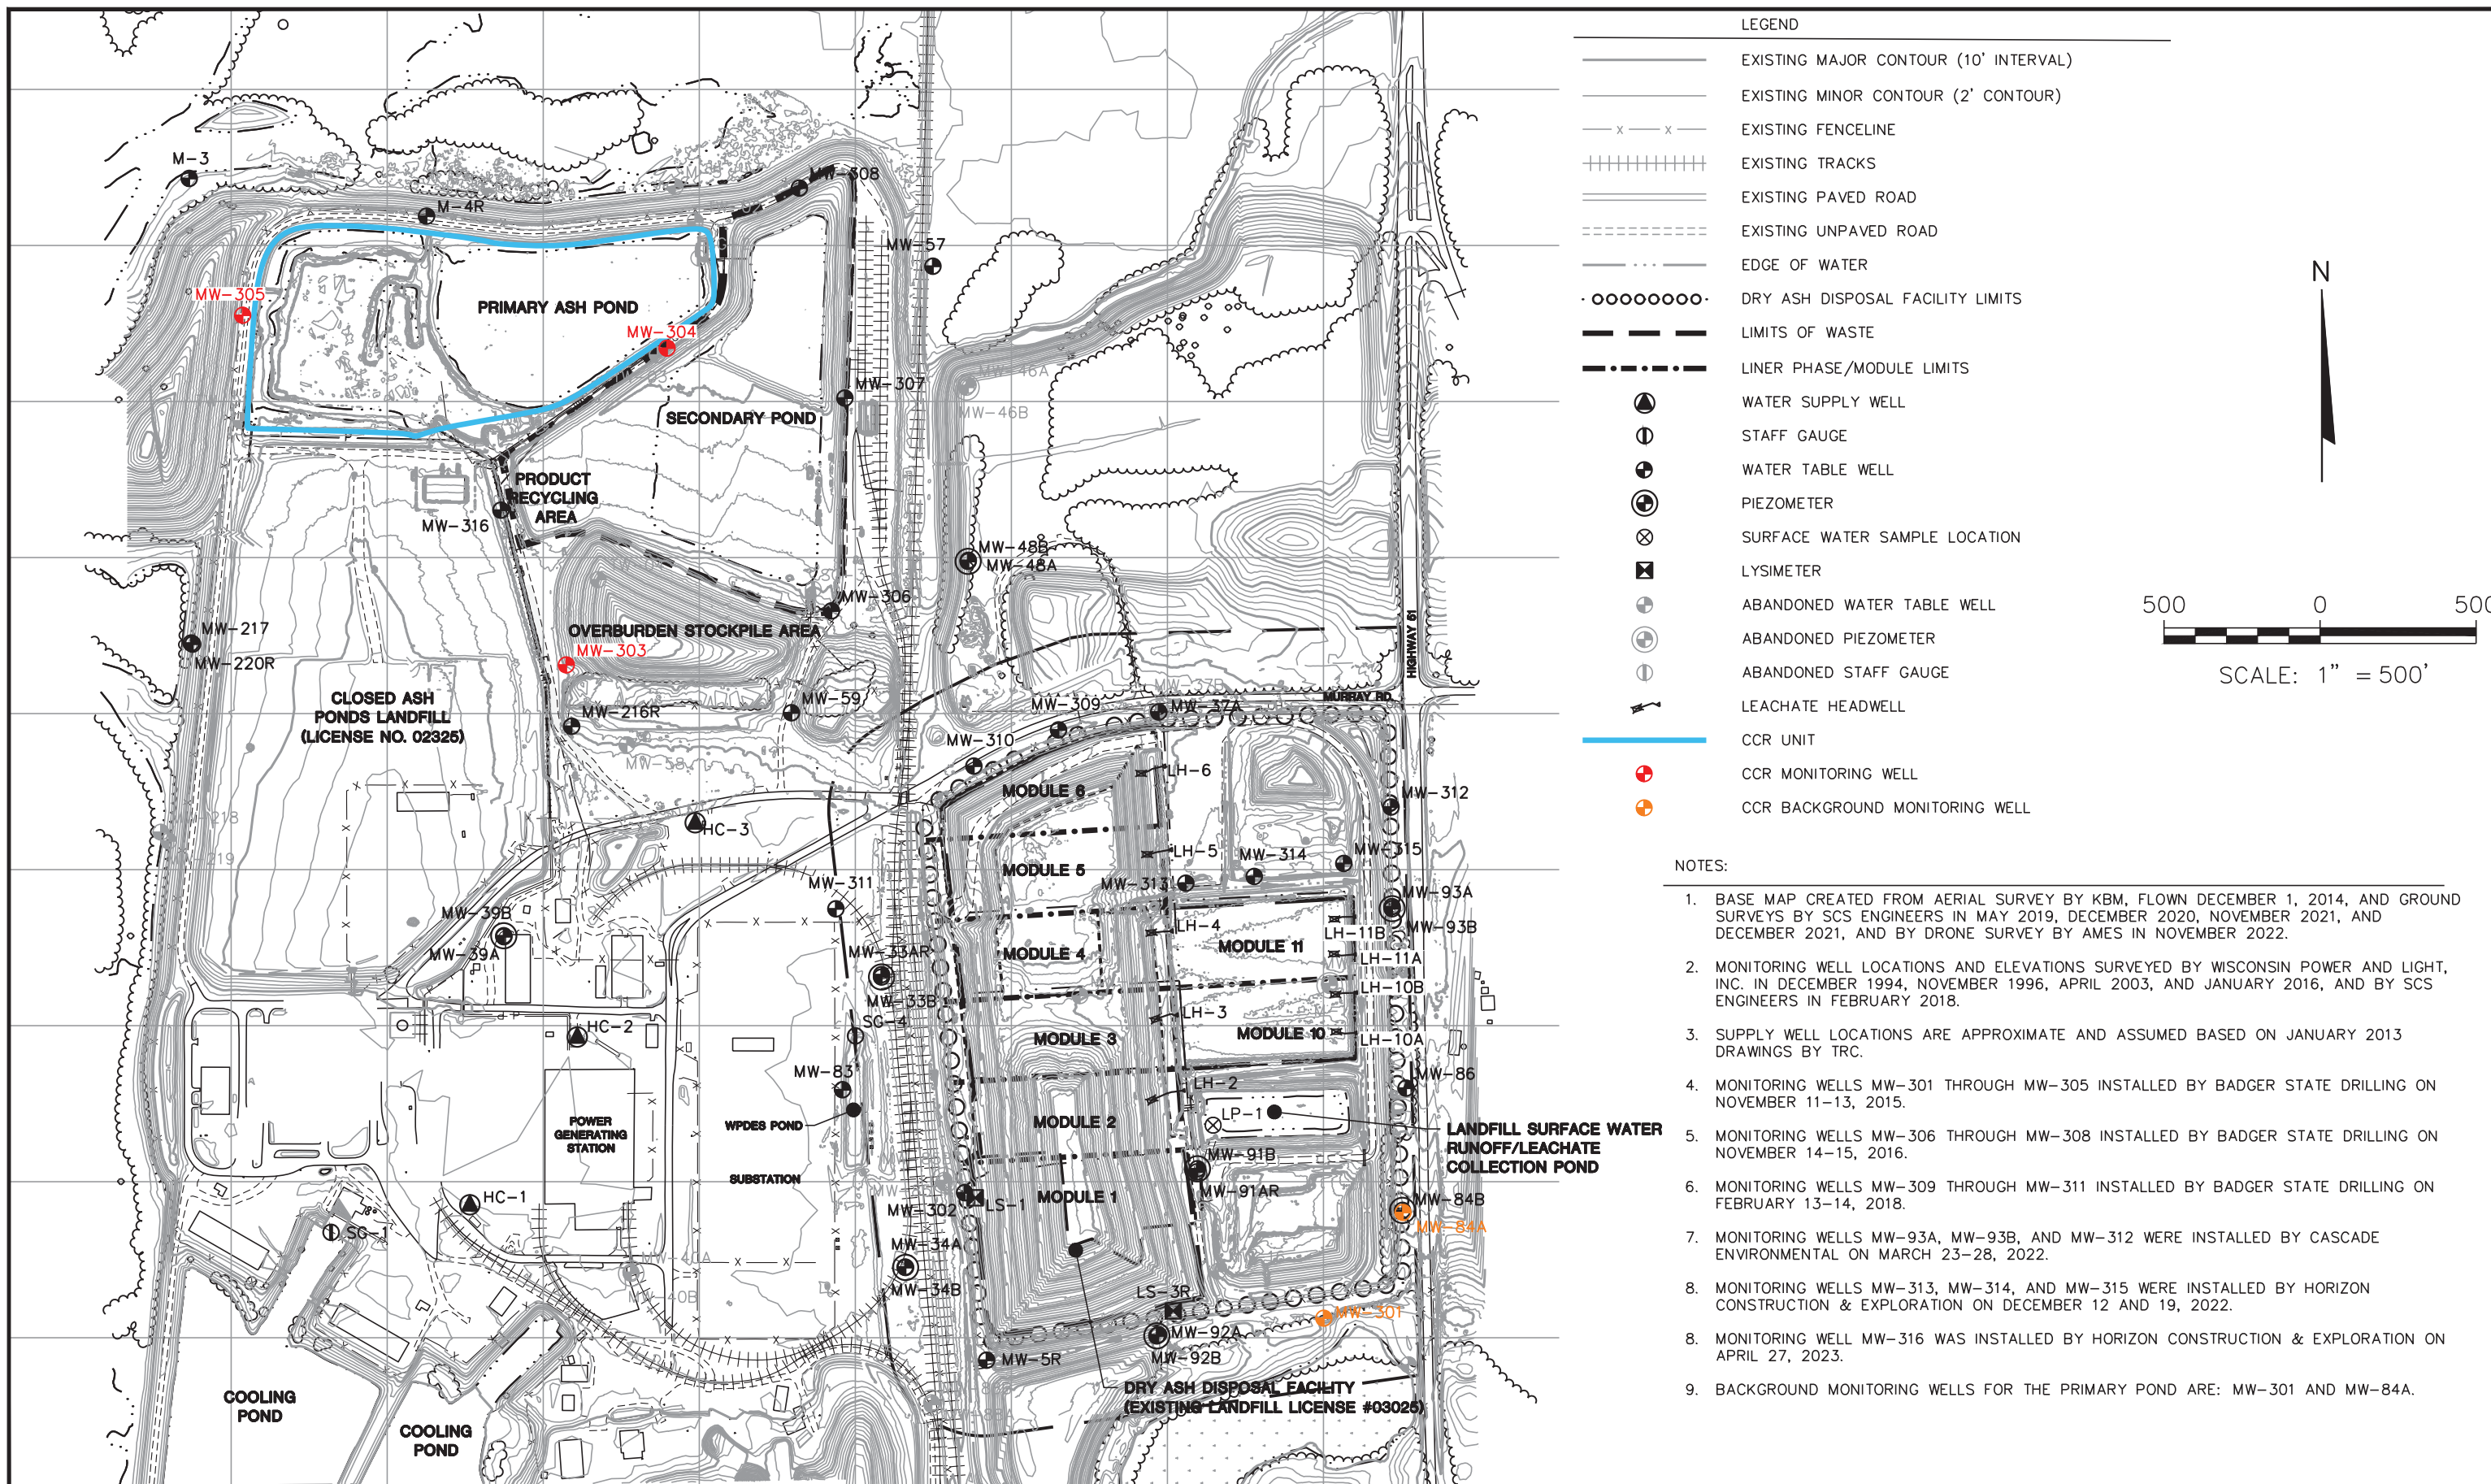 LEGEND
EXISTING MAJOR CONTOUR (10' INTERVAL)
EXISTING MINOR CONTOUR (2' CONTOUR)
x x EXISTING FENCELINE
EXISTING TRACKS
EXISTING PAVED ROAD
EXISTING UNPAVED ROAD
EDGE OF WATER
DRY ASH DISPOSAL FACILITY LIMITS
LIMITS OF WASTE
LINER PHASE/MODULE LIMITS
WATER SUPPLY WELL
STAFF GAUGE
WATER TABLE WELL
PIEZOMETER
SURFACE WATER SAMPLE LOCATION
LYSIMETER
ABANDONED WATER TABLE WELL
ABANDONED PIEZOMETER
ABANDONED STAFF GAUGE
LEACHATE HEADWELL
CCR UNIT
CCR MONITORING WELL
CCR BACKGROUND MONITORING WELL
N
500 0 500
SCALE: 1" = 500'
NOTES:
1. BASE MAP CREATED FROM AERIAL SURVEY BY KBM, FLOWN DECEMBER 1, 2014, AND GROUND
SURVEYS BY SCS ENGINEERS IN MAY 2019, DECEMBER 2020, NOVEMBER 2021, AND
DECEMBER 2021, AND BY DRONE SURVEY BY AMES IN NOVEMBER 2022.
2. MONITORING WELL LOCATIONS AND ELEVATIONS SURVEYED BY WISCONSIN POWER AND LIGHT,
INC. IN DECEMBER 1994, NOVEMBER 1996, APRIL 2003, AND JANUARY 2016, AND BY SCS
ENGINEERS IN FEBRUARY 2018.
3. SUPPLY WELL LOCATIONS ARE APPROXIMATE AND ASSUMED BASED ON JANUARY 2013
DRAWINGS BY TRC.
4. MONITORING WELLS MW-301 THROUGH MW-305 INSTALLED BY BADGER STATE DRILLING ON
NOVEMBER 11-13, 2015.
5. MONITORING WELLS MW-306 THROUGH MW-308 INSTALLED BY BADGER STATE DRILLING ON
NOVEMBER 14-15, 2016.
6. MONITORING WELLS MW-309 THROUGH MW-311 INSTALLED BY BADGER STATE DRILLING ON
FEBRUARY 13-14, 2018.
7. MONITORING WELLS MW-93A, MW-93B, AND MW-312 WERE INSTALLED BY CASCADE
ENVIRONMENTAL ON MARCH 23-28, 2022.
8. MONITORING WELLS MW-313, MW-314, AND MW-315 WERE INSTALLED BY HORIZON
CONSTRUCTION & EXPLORATION ON DECEMBER 12 AND 19, 2022.
8. MONITORING WELL MW-316 WAS INSTALLED BY HORIZON CONSTRUCTION & EXPLORATION ON
APRIL 27, 2023.
9. BACKGROUND MONITORING WELLS FOR THE PRIMARY POND ARE: MW-301 AND MW-84A.
M-3
M-4R
MW-308
MW-57
MW-305
PRIMARY ASH POND
MW-304
MW-307
MW-46A
MW-46B
SECONDARY POND
PRODUCT
RECYCLING
AREA
MW-316
MW-48B
MW-48A
MW-306
OVERBURDEN STOCKPILE AREA
MW-303
MW-217
MW-220R
CLOSED ASH
PONDS LANDFILL
(LICENSE NO. 02325)
MW-216R
MW-59
MW-58
MW-309
MW-37A
MW-310
HIGHWAY 61
MURRAY RD.
MODULE 6
LH-6
MW-312
HC-3
MODULE 5
LH-5
MW-314
MW-315
MW-313
MW-311
MW-93A
MW-93B
MW-39B
MW-39A
MW-33AR
MW-33B
SG-4
MODULE 4
LH-4
MODULE 11
LH-11B
LH-11A
LH-10B
LH-3
MODULE 10
LH-10A
MODULE 3
HC-2
MW-83
MW-86
LH-2
POWER
GENERATING
STATION
WPDES POND
MODULE 2
LP-1
LANDFILL SURFACE WATER
RUNOFF/LEACHATE
COLLECTION POND
SUBSTATION
MW-91B
MW-91AR
MODULE 1
MW-302
LS-1
MW-84B
MW-84A
HC-1
SG-1
MW-34A
MW-34B
MW-40A
MW-40B
LS-3R
MW-301
MW-92A
MW-92B
MW-5R
DRY ASH DISPOSAL FACILITY
(EXISTING LANDFILL LICENSE #03025)
COOLING
POND
COOLING
POND